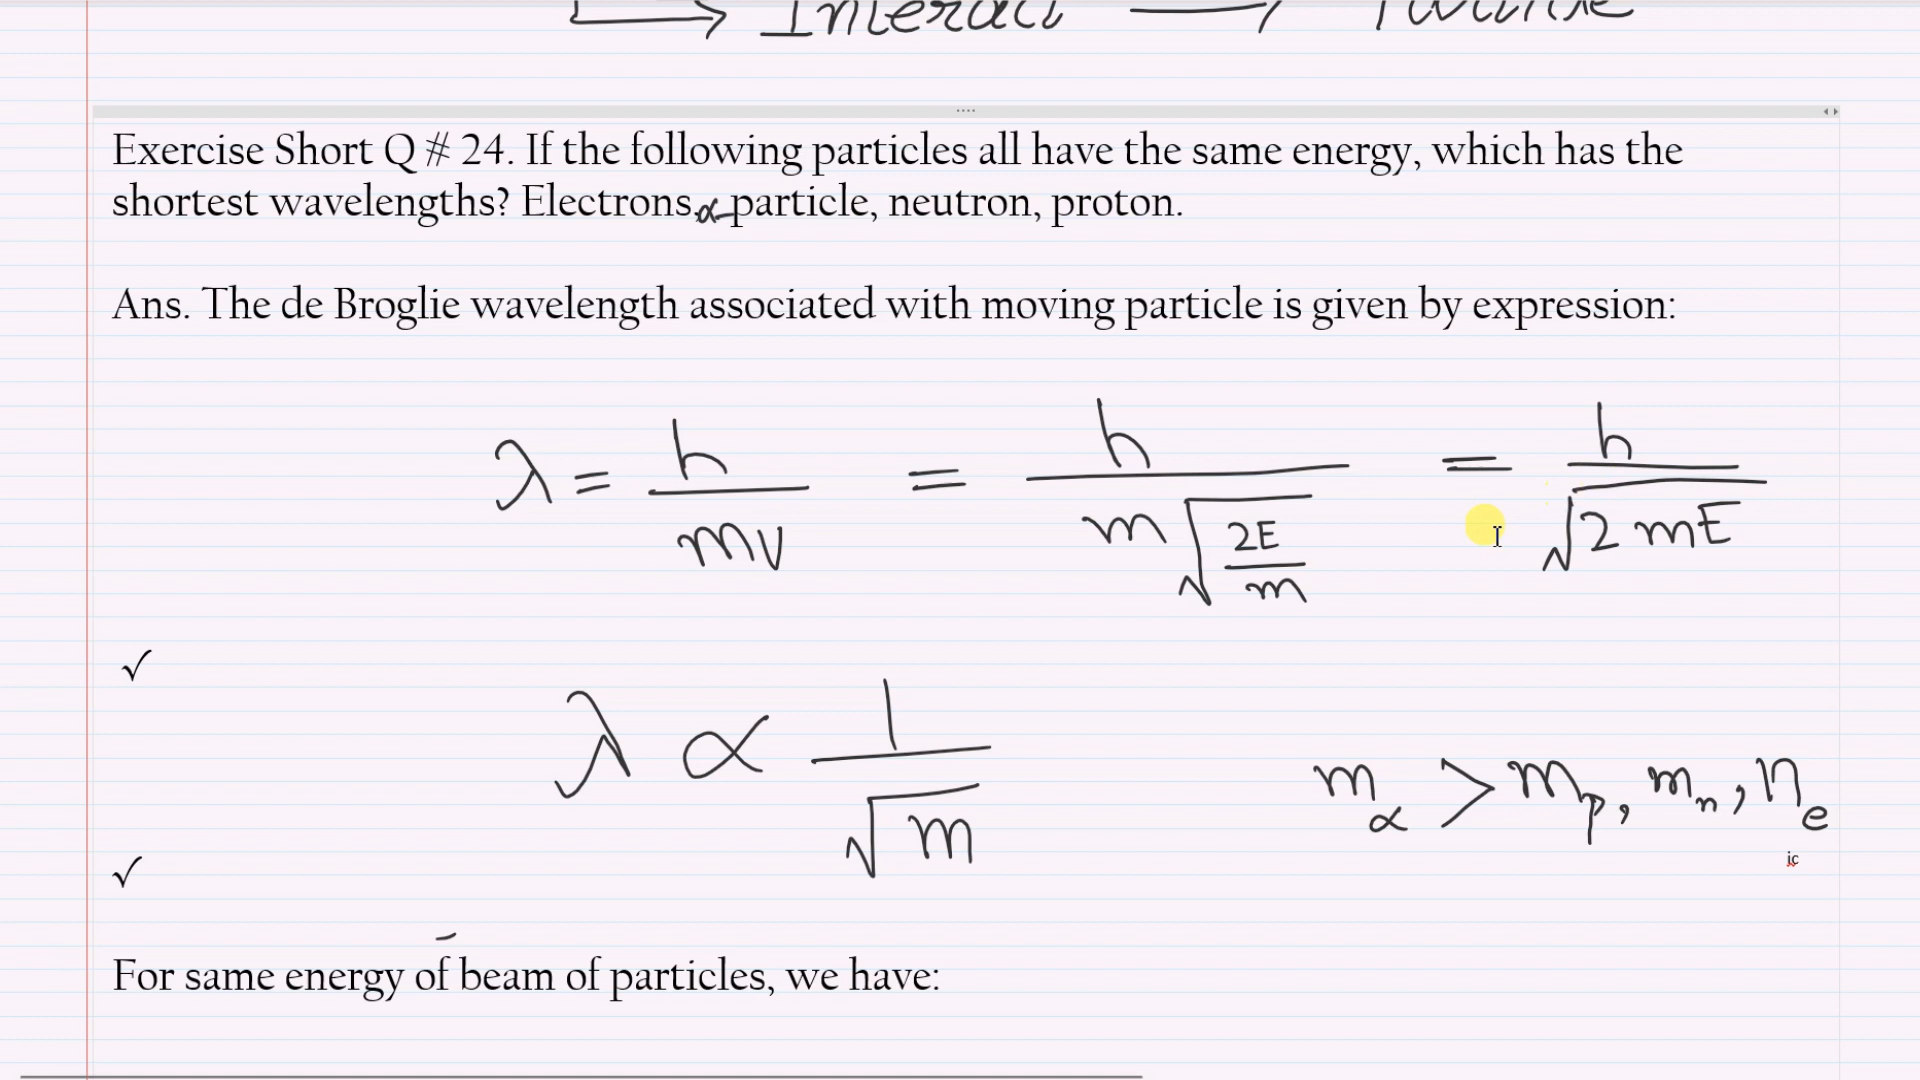 Interact → 
Exercise Short Q # 24. If the following particles all have the same energy, which has the
shortest wavelengths? Electrons, α-particle, neutron, proton.
Ans. The de Broglie wavelength associated with moving particle is given by expression:
λ = h / mv = h / m√(2E/m) = h / √2mE
✓
λ ∝ 1 / √m
m_α > m_p, m_n, m_e
ic
✓
For same energy of beam of particles, we have: